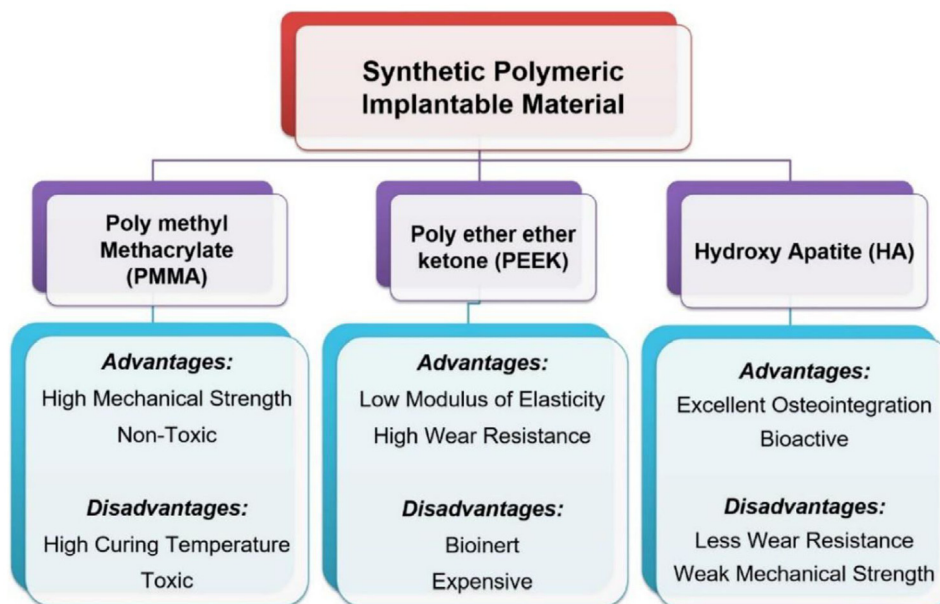 Synthetic Polymeric
Implantable Material
Poly methyl
Methacrylate
(PMMA)
Poly ether ether
ketone (PEEK)
Hydroxy Apatite (HA)
Advantages:
High Mechanical Strength
Non-Toxic
Disadvantages:
High Curing Temperature
Toxic
Advantages:
Low Modulus of Elasticity
High Wear Resistance
Disadvantages:
Bioinert
Expensive
Advantages:
Excellent Osteointegration
Bioactive
Disadvantages:
Less Wear Resistance
Weak Mechanical Strength